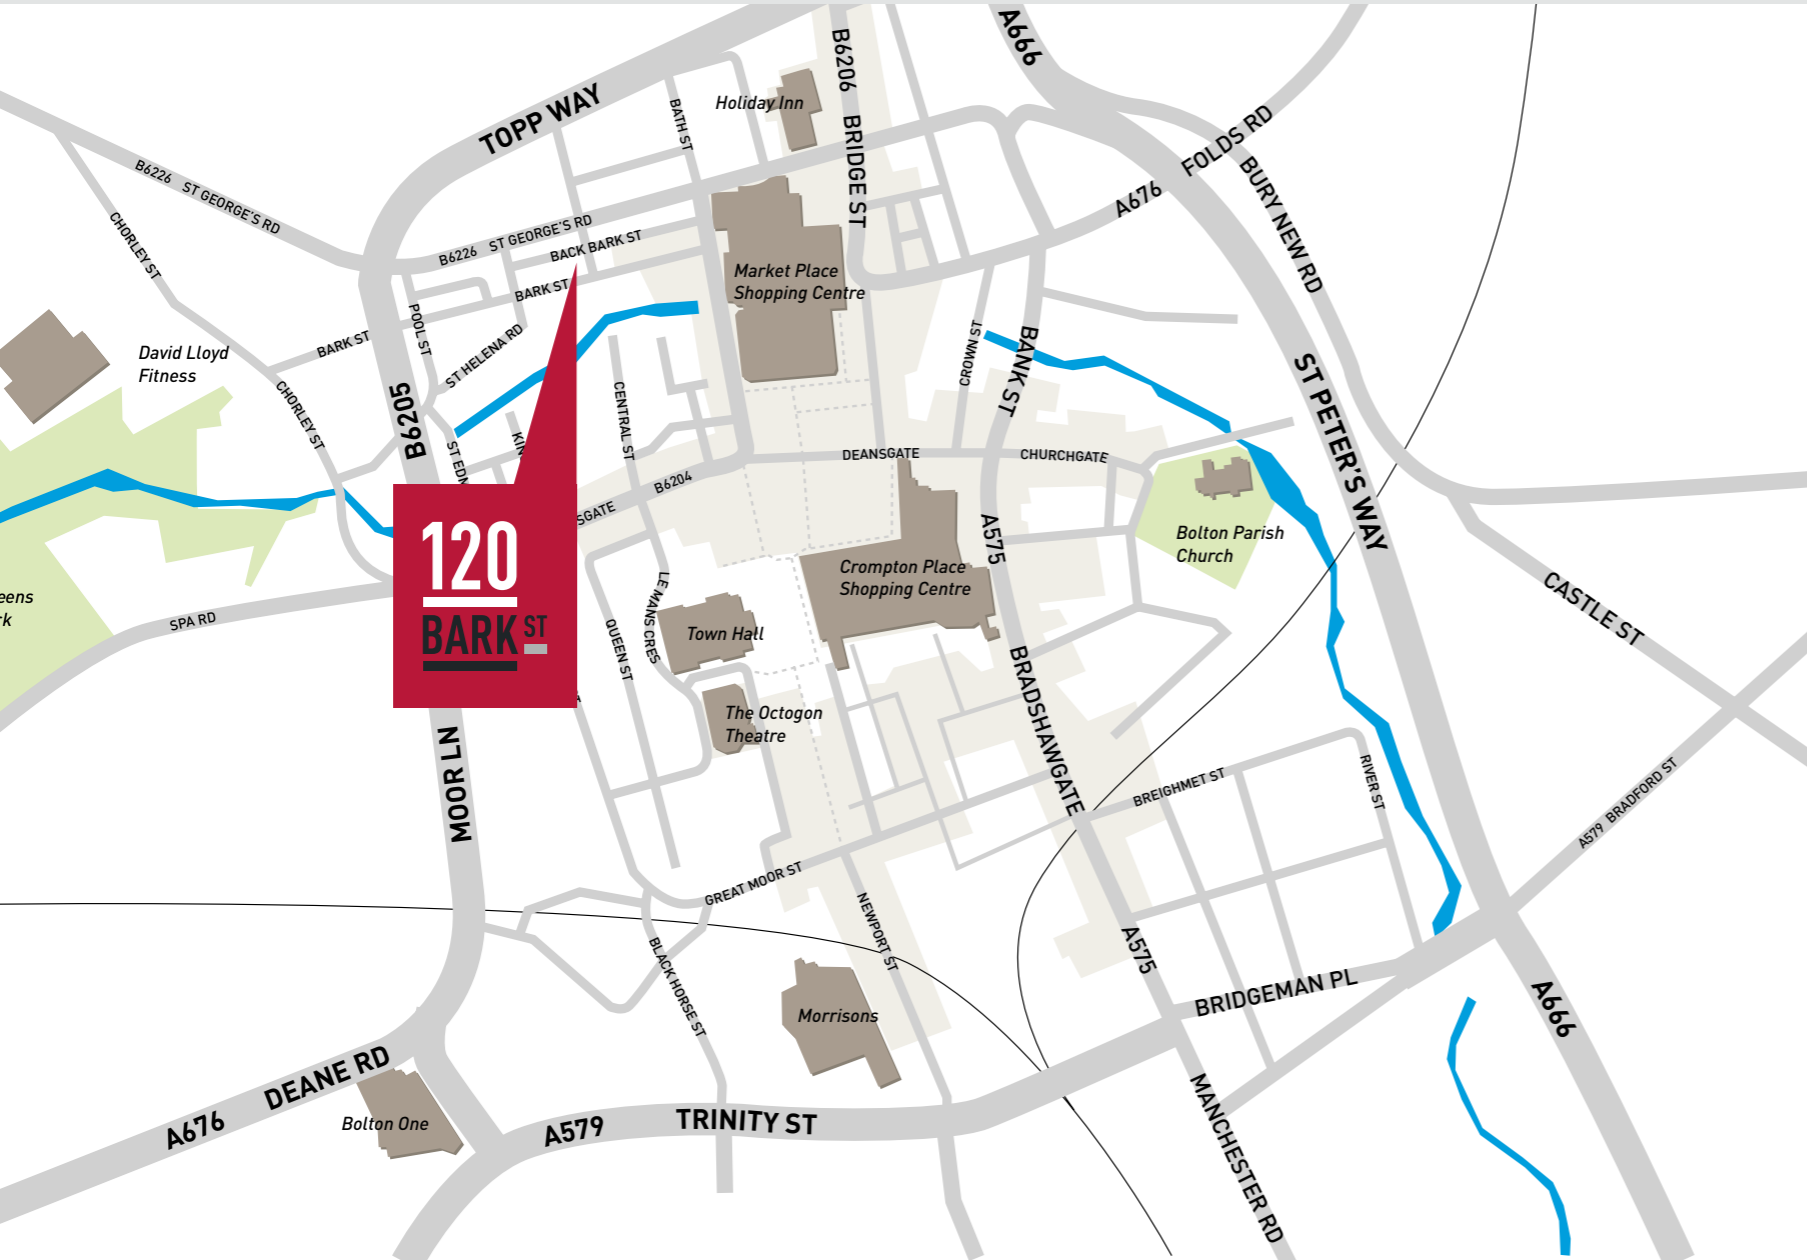 A666
B6206
TOPP WAY
BATH ST
Holiday Inn
BRIDGE ST
FOLDS RD
A676
BURY NEW RD
B6226 ST GEORGE'S RD
CHORLEY ST
B6226 ST GEORGE'S RD
BACK BARK ST
BARK ST
Market Place
Shopping Centre
POOL ST
BARK ST
ST HELENA RD
David Lloyd
Fitness
CHORLEY ST
B6205
CENTRAL ST
CROWN ST
BANK ST
ST PETER'S WAY
ST EDM
KIN
DEANSGATE
CHURCHGATE
B6204
SGATE
A575
Bolton Parish
Church
Crompton Place
Shopping Centre
120
BARK ST
eens
rk
SPA RD
LE MANS CRES
QUEEN ST
Town Hall
CASTLE ST
BRADSHAWGATE
The Octogon
Theatre
MOOR LN
BREIGHMET ST
RIVER ST
A579 BRADFORD ST
GREAT MOOR ST
NEWPORT ST
BLACK HORSE ST
A575
BRIDGEMAN PL
A666
Morrisons
DEANE RD
A676
Bolton One
A579
TRINITY ST
MANCHESTER RD